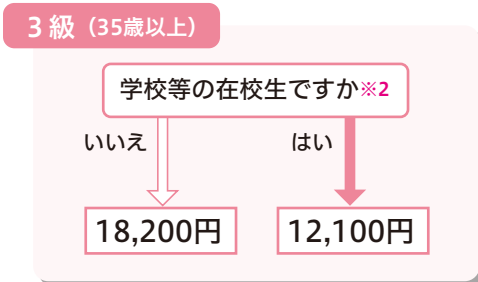 3級（35歳以上）
学校等の在校生ですか※2
いいえ
はい
18,200円
12,100円